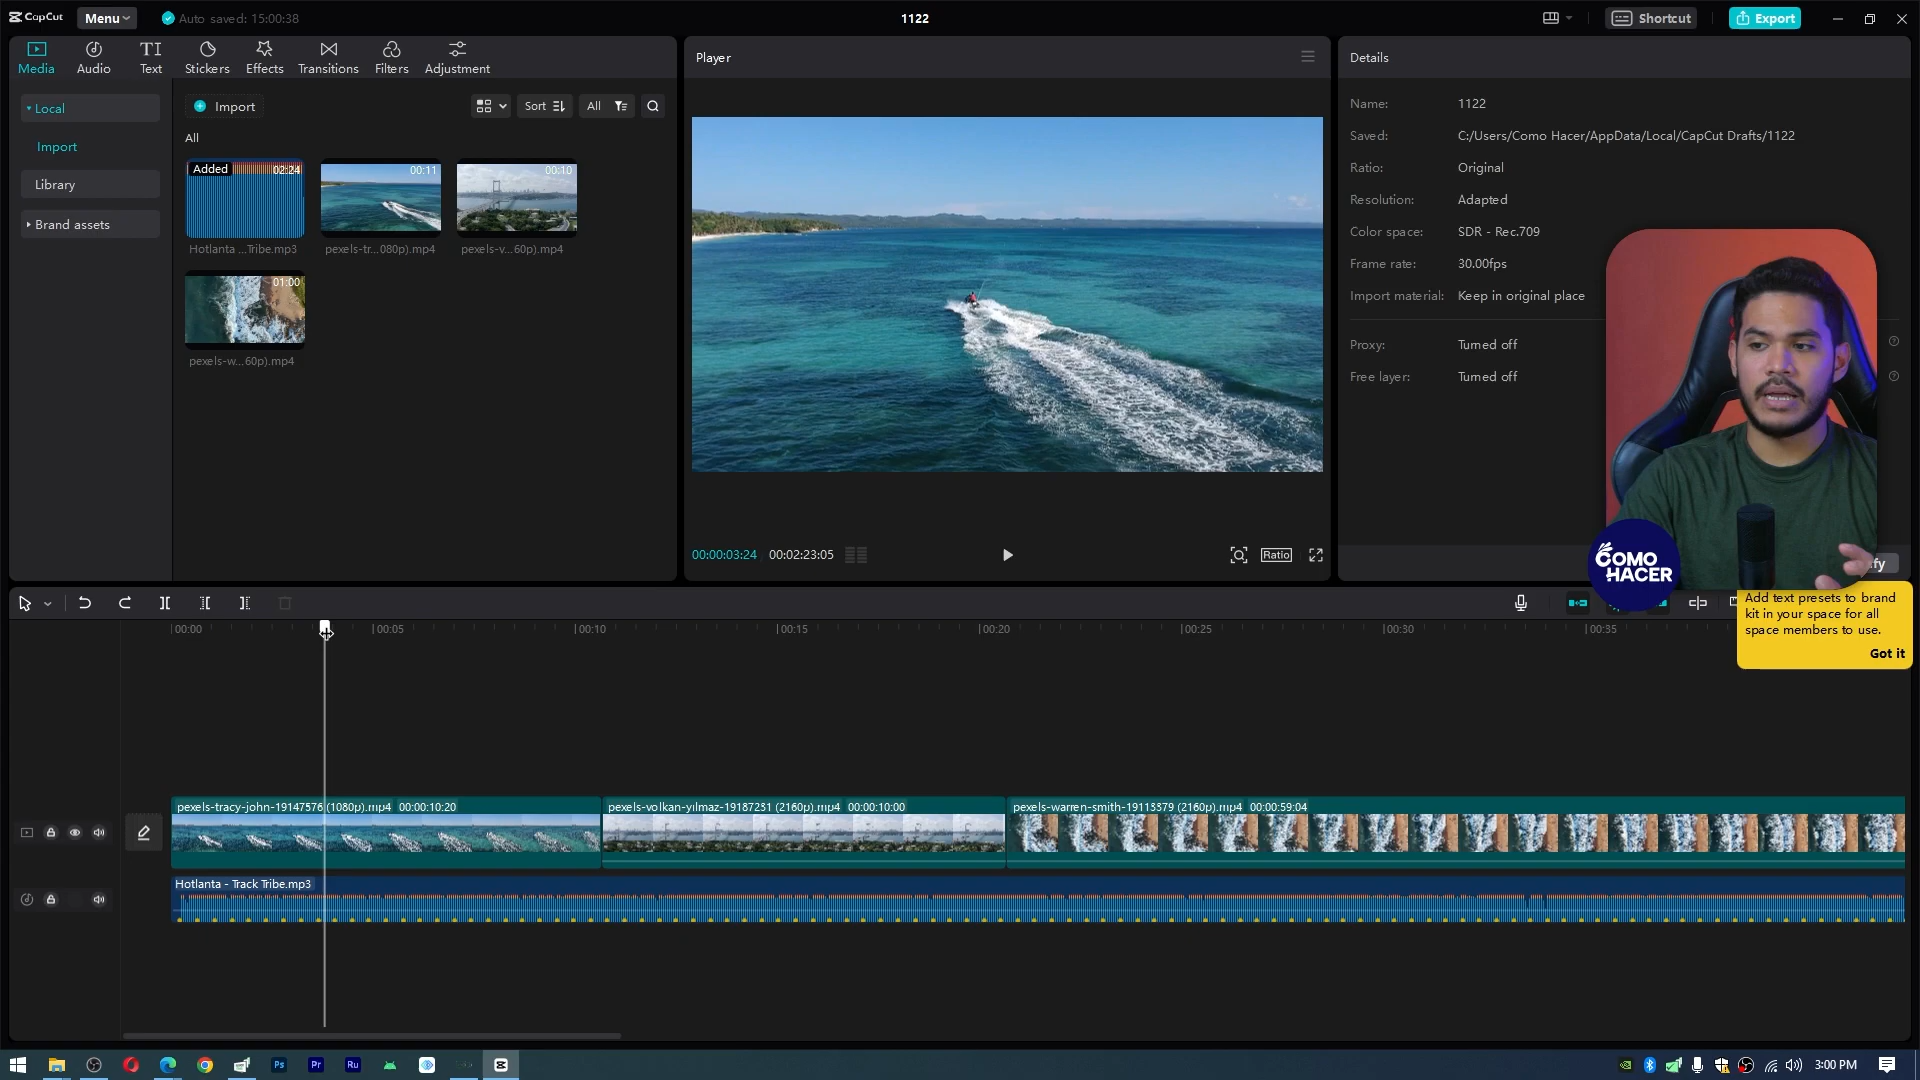 CapCut
Menu
Auto saved: 15:00:38
1122
Shortcut
Export
Media
Audio
TI
Text
Stickers
Effects
Transitions
Filters
Adjustment
Player
Details
Local
Import
Library
Brand assets
Import
Sort
All
All
Added
02:24
00:11
00:10
Hotlanta ...Tribe.mp3
pexels-tr...080p).mp4
pexels-v...60p).mp4
01:00
pexels-w...60p).mp4
Name: 1122
Saved: C:/Users/Como Hacer/AppData/Local/CapCut Drafts/1122
Ratio: Original
Resolution: Adapted
Color space: SDR - Rec.709
Frame rate: 30.00fps
Import material: Keep in original place
Proxy: Turned off
Free layer: Turned off
COMO
HACER
00:00:03:24
00:02:23:05
Ratio
Add text presets to brand
kit in your space for all
space members to use.
Got it
00:00
00:05
00:10
00:15
00:20
00:25
00:30
00:35
pexels-tracy-john-19147576 (1080p).mp4 00:00:10:20
pexels-volkan-yılmaz-19187231 (2160p).mp4 00:00:10:00
pexels-warren-smith-19113379 (2160p).mp4 00:00:59:04
Hotlanta - Track Tribe.mp3
Ps
Pr
Ru
3:00 PM